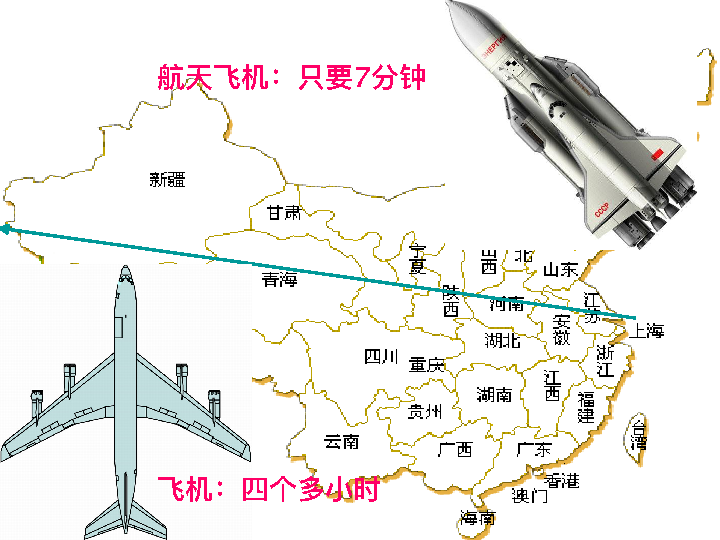 航天飞机：只要7分钟
ЭНЕРГИЯ
新疆
甘肃
宁夏
山西
北
山东
青海
陕西
河南
江苏
安徽
上海
湖北
浙江
四川
重庆
江西
湖南
福建
贵州
台湾
云南
广西
广东
香港
澳门
海南
СССР
飞机：四个多小时